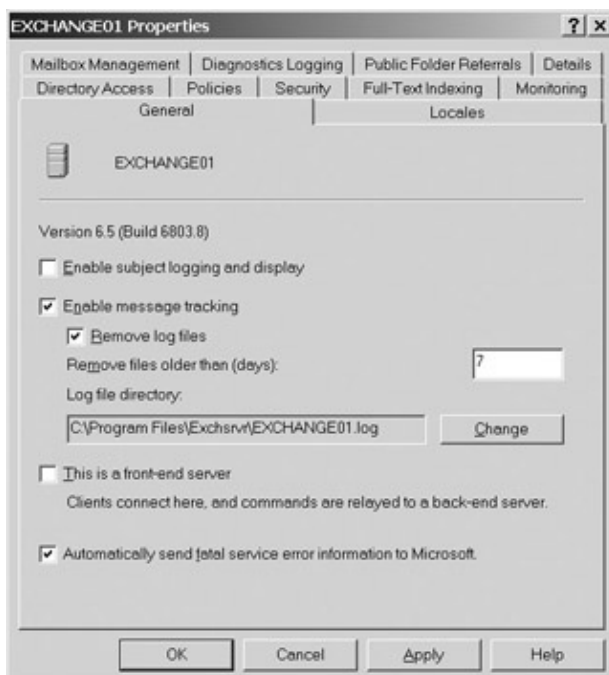 EXCHANGE01 Properties ? ×
Mailbox Management Diagnostics Logging Public Folder Referrals Details
Directory Access Policies Security Full-Text Indexing Monitoring
General Locales
EXCHANGE01
Version 6.5 (Build 6803.8)
Enable subject logging and display
Enable message tracking
Remove log files
Remove files older than (days): 7
Log file directory:
C:\Program Files\Exchsrvr\EXCHANGE01.log Change
This is a front-end server
Clients connect here, and commands are relayed to a back-end server.
Automatically send fatal service error information to Microsoft.
OK Cancel Apply Help